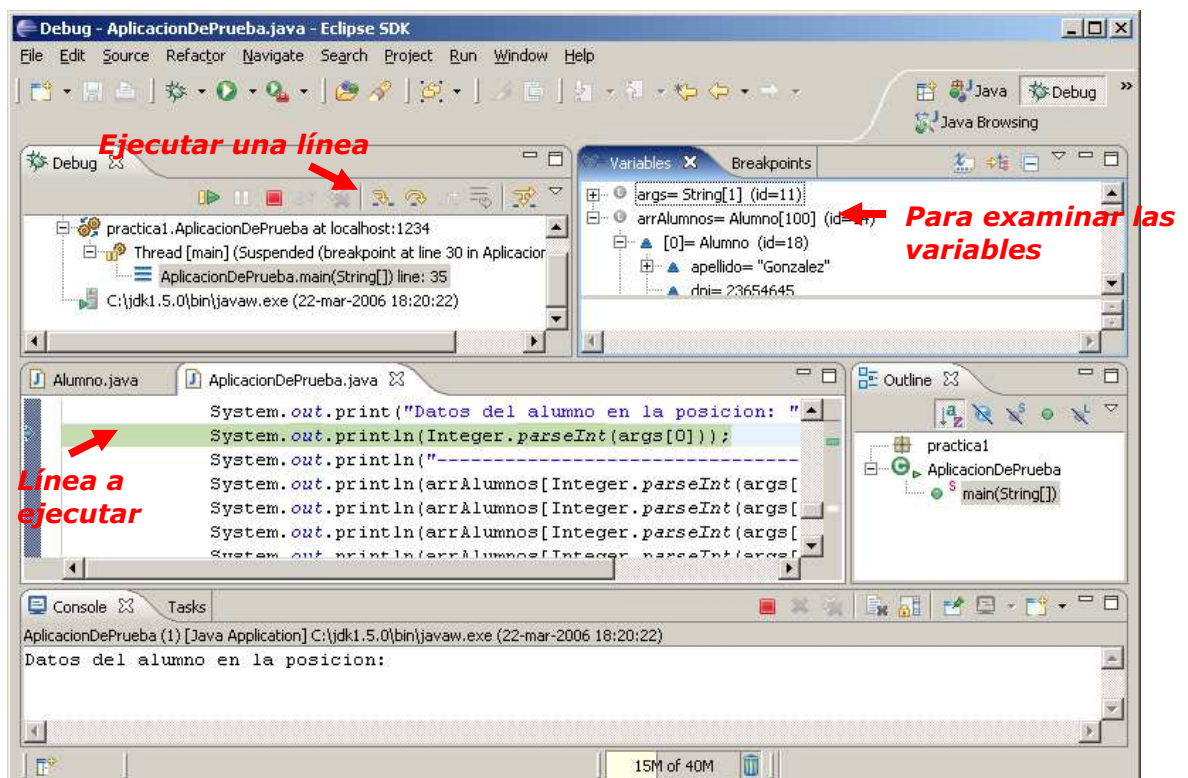 Debug - AplicacionDePrueba.java - Eclipse SDK
File Edit Source Refactor Navigate Search Project Run Window Help
Java Debug »
Java Browsing
Ejecutar una línea
Debug
Variables Breakpoints
practica1.AplicacionDePrueba at localhost:1234
Thread [main] (Suspended (breakpoint at line 30 in Aplicacion
AplicacionDePrueba.main(String[]) line: 35
C:\jdk1.5.0\bin\javaw.exe (22-mar-2006 18:20:22)
args= String[1] (id=11)
arrAlumnos= Alumno[100] (id=
[0]= Alumno (id=18)
apellido= "Gonzalez"
dni= 23654645
Para examinar las
variables
Alumno.java AplicacionDePrueba.java
System.out.print("Datos del alumno en la posicion: "
System.out.println(Integer.parseInt(args[0]));
System.out.println("------------------------------
System.out.println(arrAlumnos[Integer.parseInt(args[
System.out.println(arrAlumnos[Integer.parseInt(args[
System.out.println(arrAlumnos[Integer.parseInt(args[
System.out.println(arrAlumnos[Integer.parseInt(args[
Línea a
ejecutar
Outline
practica1
AplicacionDePrueba
main(String[])
Console Tasks
AplicacionDePrueba (1) [Java Application] C:\jdk1.5.0\bin\javaw.exe (22-mar-2006 18:20:22)
Datos del alumno en la posicion:
15M of 40M